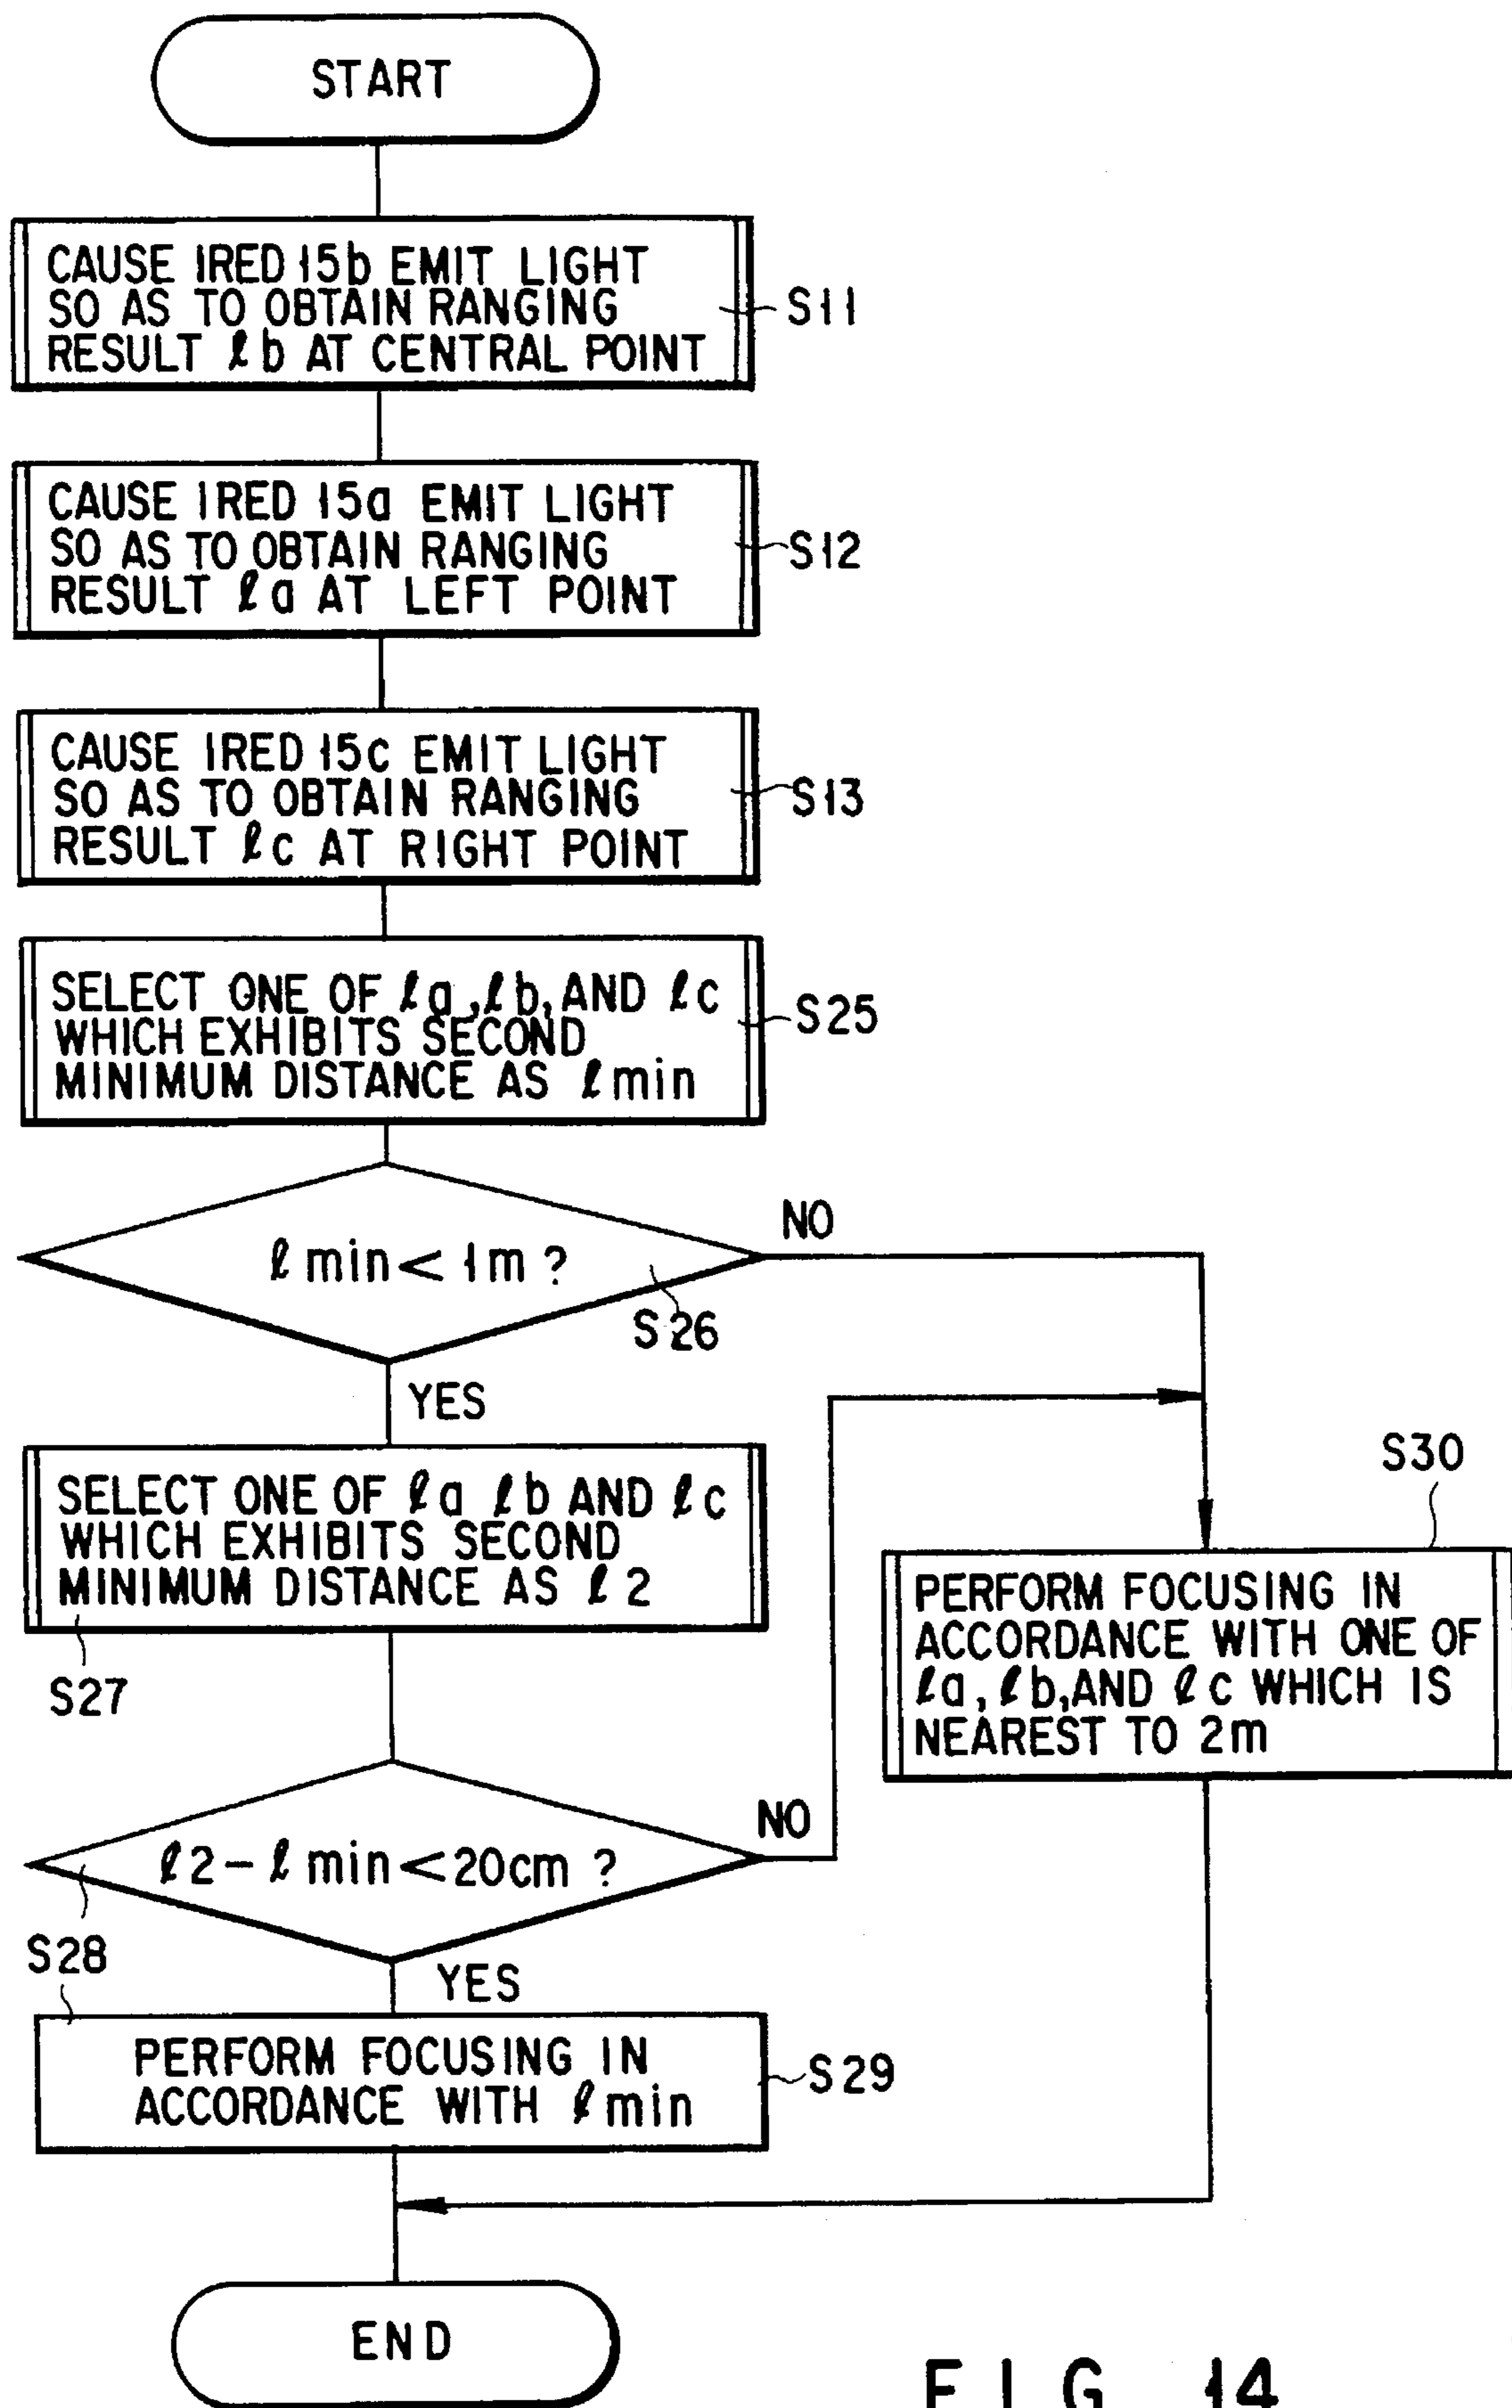 START
CAUSE IRED 15b EMIT LIGHT
SO AS TO OBTAIN RANGING
RESULT ℓb AT CENTRAL POINT
S11
CAUSE IRED 15a EMIT LIGHT
SO AS TO OBTAIN RANGING
RESULT ℓa AT LEFT POINT
S12
CAUSE IRED 15c EMIT LIGHT
SO AS TO OBTAIN RANGING
RESULT ℓc AT RIGHT POINT
S13
SELECT ONE OF ℓa, ℓb, AND ℓc
WHICH EXHIBITS SECOND
MINIMUM DISTANCE AS ℓmin
S25
ℓ min < 1m ?
NO
S26
YES
SELECT ONE OF ℓa ℓb AND ℓc
WHICH EXHIBITS SECOND
MINIMUM DISTANCE AS ℓ2
S27
S30
PERFORM FOCUSING IN
ACCORDANCE WITH ONE OF
ℓa, ℓb, AND ℓc WHICH IS
NEAREST TO 2m
ℓ2 - ℓ min < 20cm ?
NO
S28
YES
PERFORM FOCUSING IN
ACCORDANCE WITH ℓmin
S29
END
FIG. 14